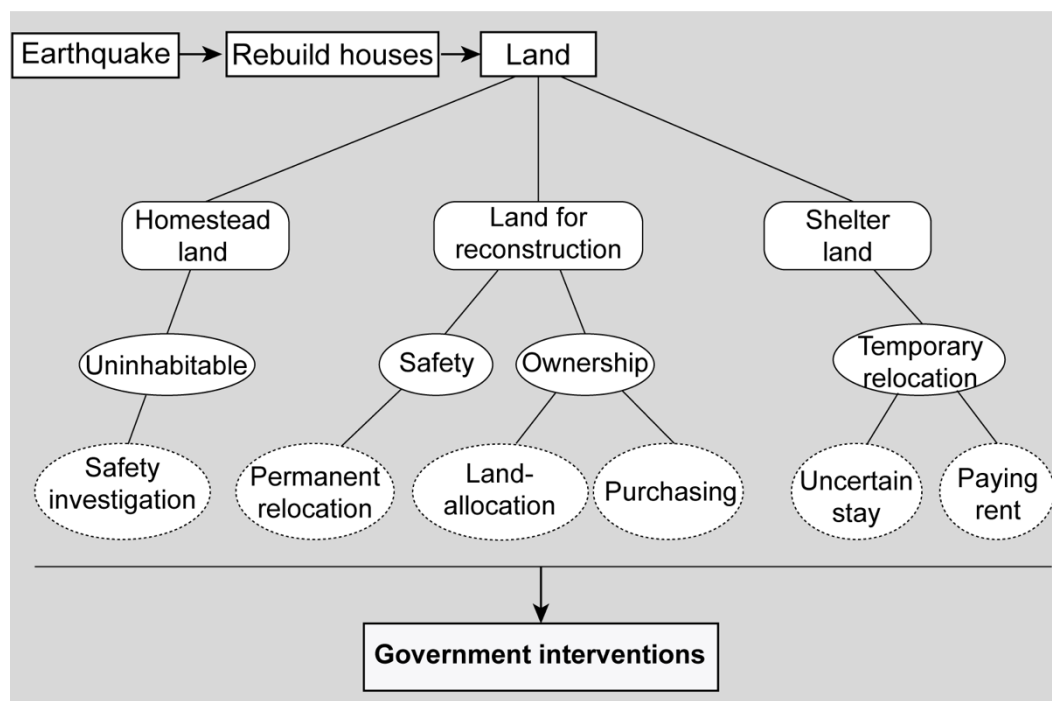 Earthquake
Rebuild houses
Land
Homestead
land
Land for
reconstruction
Shelter
land
Uninhabitable
Safety
Ownership
Temporary
relocation
Safety
investigation
Permanent
relocation
Land-
allocation
Purchasing
Uncertain
stay
Paying
rent
Government interventions